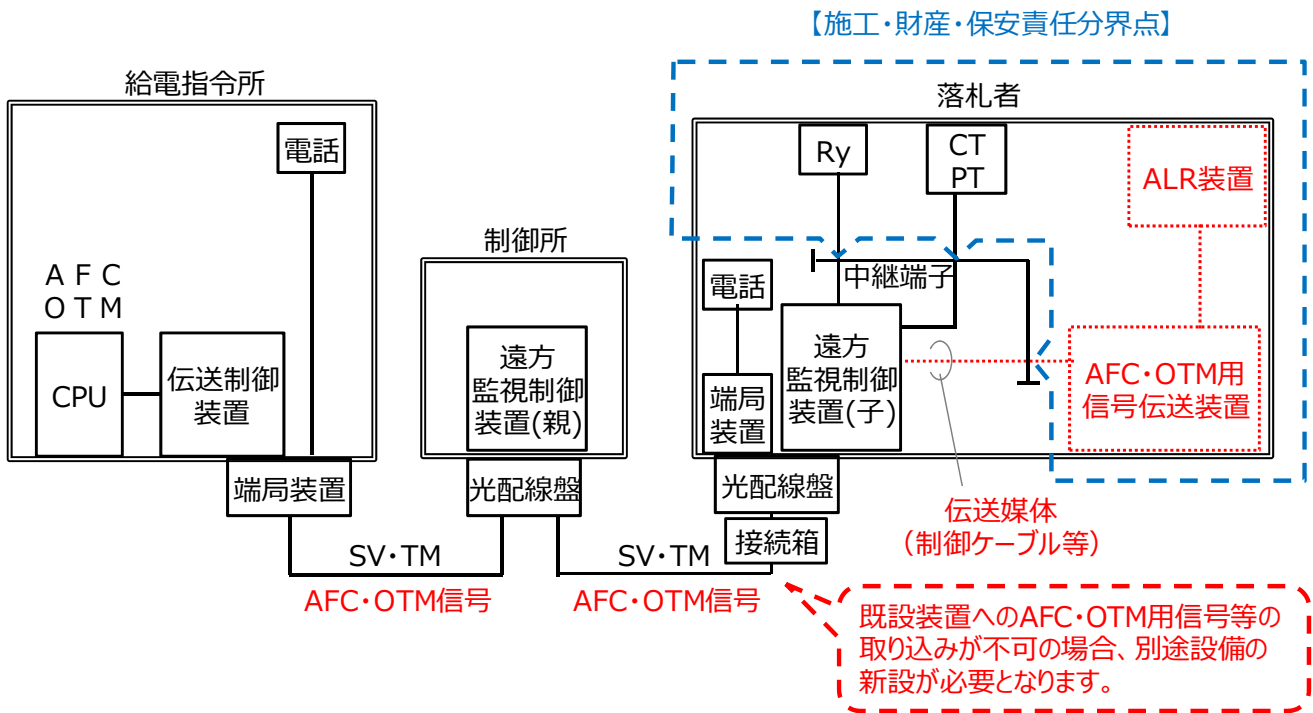 【施工・財産・保安責任分界点】
給電指令所
電話
AFC
OTM
CPU
伝送制御
装置
端局装置
制御所
遠方
監視制御
装置(親)
光配線盤
落札者
Ry
CT
PT
ALR装置
中継端子
電話
遠方
監視制御
装置(子)
端局
装置
AFC・OTM用
信号伝送装置
光配線盤
接続箱
伝送媒体
(制御ケーブル等)
SV・TM
AFC・OTM信号
SV・TM
AFC・OTM信号
既設装置へのAFC・OTM用信号等の
取り込みが不可の場合、別途設備の
新設が必要となります。